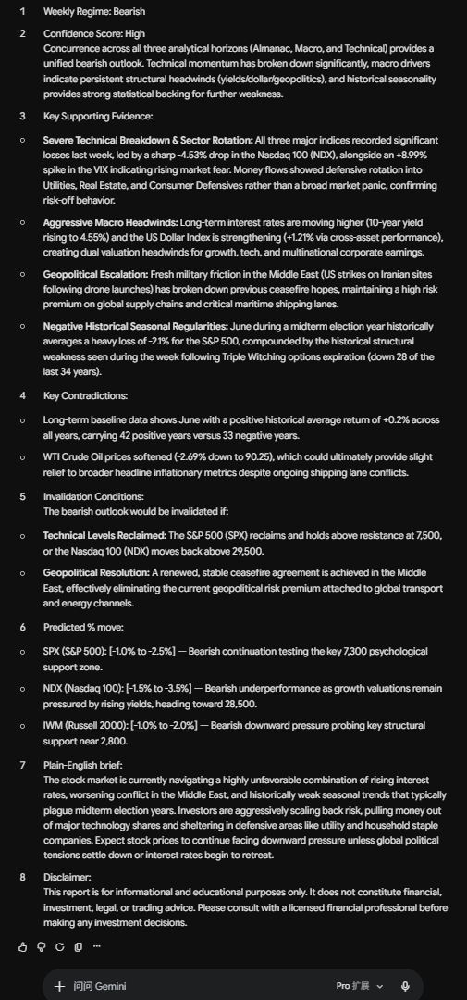 1 Weekly Regime: Bearish
2 Confidence Score: High
Concurrence across all three analytical horizons (Almanac, Macro, and Technical) provides a
unified bearish outlook. Technical momentum has broken down significantly, macro drivers
indicate persistent structural headwinds (yields/dollar/geopolitics), and historical seasonality
provides strong statistical backing for further weakness.
3 Key Supporting Evidence:
○ Severe Technical Breakdown & Sector Rotation: All three major indices recorded significant
losses last week, led by a sharp -4.53% drop in the Nasdaq 100 (NDX), alongside an +8.99%
spike in the VIX indicating rising market fear. Money flows showed defensive rotation into
Utilities, Real Estate, and Consumer Defensives rather than a broad market panic, confirming
risk-off behavior.
○ Aggressive Macro Headwinds: Long-term interest rates are moving higher (10-year yield
rising to 4.55%) and the US Dollar Index is strengthening (+1.21% via cross-asset performance),
creating dual valuation headwinds for growth, tech, and multinational corporate earnings.
○ Geopolitical Escalation: Fresh military friction in the Middle East (US strikes on Iranian sites
following drone launches) has broken down previous ceasefire hopes, maintaining a high risk
premium on global supply chains and critical maritime shipping lanes.
○ Negative Historical Seasonal Regularities: June during a midterm election year historically
averages a heavy loss of -2.1% for the S&P 500, compounded by the historical structural
weakness seen during the week following Triple Witching options expiration (down 28 of the
last 34 years).
4 Key Contradictions:
○ Long-term baseline data shows June with a positive historical average return of +0.2% across
all years, carrying 42 positive years versus 33 negative years.
○ WTI Crude Oil prices softened (-2.69% down to 90.25), which could ultimately provide slight
relief to broader headline inflationary metrics despite ongoing shipping lane conflicts.
5 Invalidation Conditions:
The bearish outlook would be invalidated if:
○ Technical Levels Reclaimed: The S&P 500 (SPX) reclaims and holds above resistance at 7,500,
or the Nasdaq 100 (NDX) moves back above 29,500.
○ Geopolitical Resolution: A renewed, stable ceasefire agreement is achieved in the Middle
East, effectively eliminating the current geopolitical risk premium attached to global transport
and energy channels.
6 Predicted % move:
○ SPX (S&P 500): [-1.0% to -2.5%] — Bearish continuation testing the key 7,300 psychological
support zone.
○ NDX (Nasdaq 100): [-1.5% to -3.5%] — Bearish underperformance as growth valuations remain
pressured by rising yields, heading toward 28,500.
○ IWM (Russell 2000): [-1.0% to -2.0%] — Bearish downward pressure probing key structural
support near 2,800.
7 Plain-English brief:
The stock market is currently navigating a highly unfavorable combination of rising interest
rates, worsening conflict in the Middle East, and historically weak seasonal trends that typically
plague midterm election years. Investors are aggressively scaling back risk, pulling money out
of major technology shares and sheltering in defensive areas like utility and household staple
companies. Expect stock prices to continue facing downward pressure unless global political
tensions settle down or interest rates begin to retreat.
8 Disclaimer:
This report is for informational and educational purposes only. It does not constitute financial,
investment, legal, or trading advice. Please consult with a licensed financial professional before
making any investment decisions.
问问 Gemini
Pro 扩展